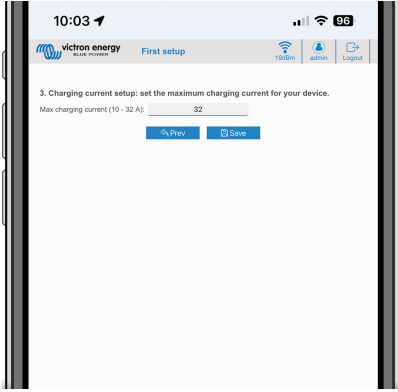 10:03
96
victron energy
BLUE POWER
First setup
19dBm
admin
Logout
3. Charging current setup: set the maximum charging current for your device.
Max charging current (10 - 32 A):
32
Prev
Save